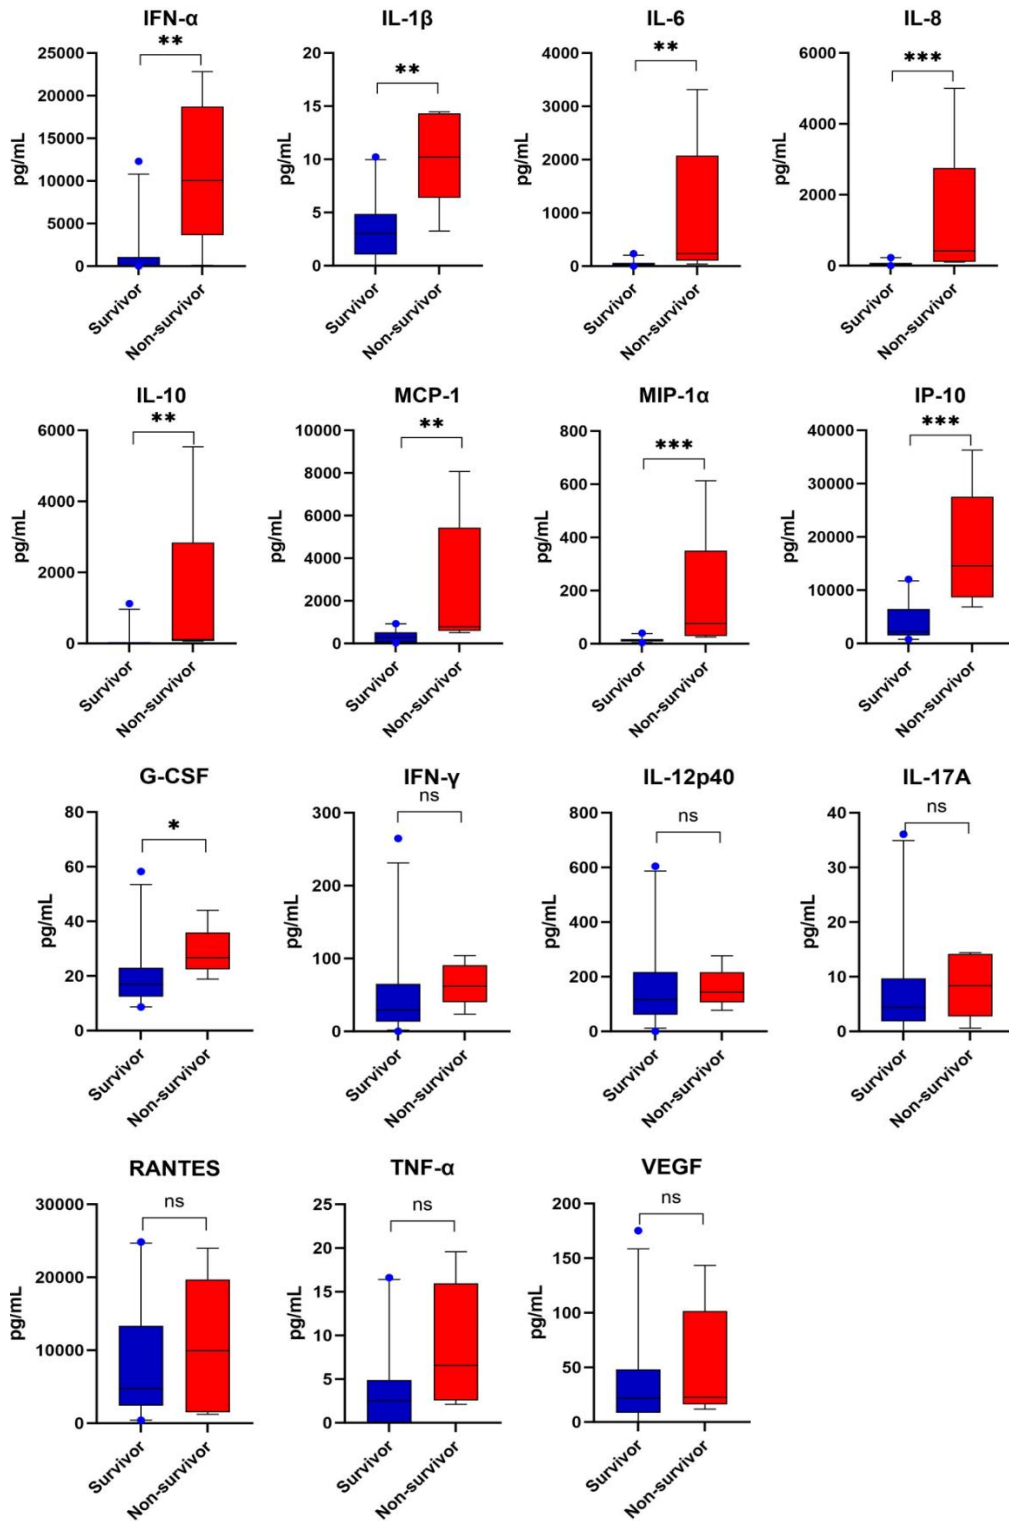 IFN-α
IL-1β
IL-6
IL-8
**
**
**
***
pg/mL
25000
20000
15000
10000
5000
0
pg/mL
20
15
10
5
0
pg/mL
4000
3000
2000
1000
0
pg/mL
6000
4000
2000
0
Survivor
Non-survivor
Survivor
Non-survivor
Survivor
Non-survivor
Survivor
Non-survivor
IL-10
MCP-1
MIP-1α
IP-10
**
**
***
***
pg/mL
6000
4000
2000
0
pg/mL
10000
8000
6000
4000
2000
0
pg/mL
800
600
400
200
0
pg/mL
40000
30000
20000
10000
0
Survivor
Non-survivor
Survivor
Non-survivor
Survivor
Non-survivor
Survivor
Non-survivor
G-CSF
IFN-γ
IL-12p40
IL-17A
*
ns
ns
ns
pg/mL
80
60
40
20
0
pg/mL
300
200
100
0
pg/mL
800
600
400
200
0
pg/mL
40
30
20
10
0
Survivor
Non-survivor
Survivor
Non-survivor
Survivor
Non-survivor
Survivor
Non-survivor
RANTES
TNF-α
VEGF
ns
ns
ns
pg/mL
30000
20000
10000
0
pg/mL
25
20
15
10
5
0
pg/mL
200
150
100
50
0
Survivor
Non-survivor
Survivor
Non-survivor
Survivor
Non-survivor